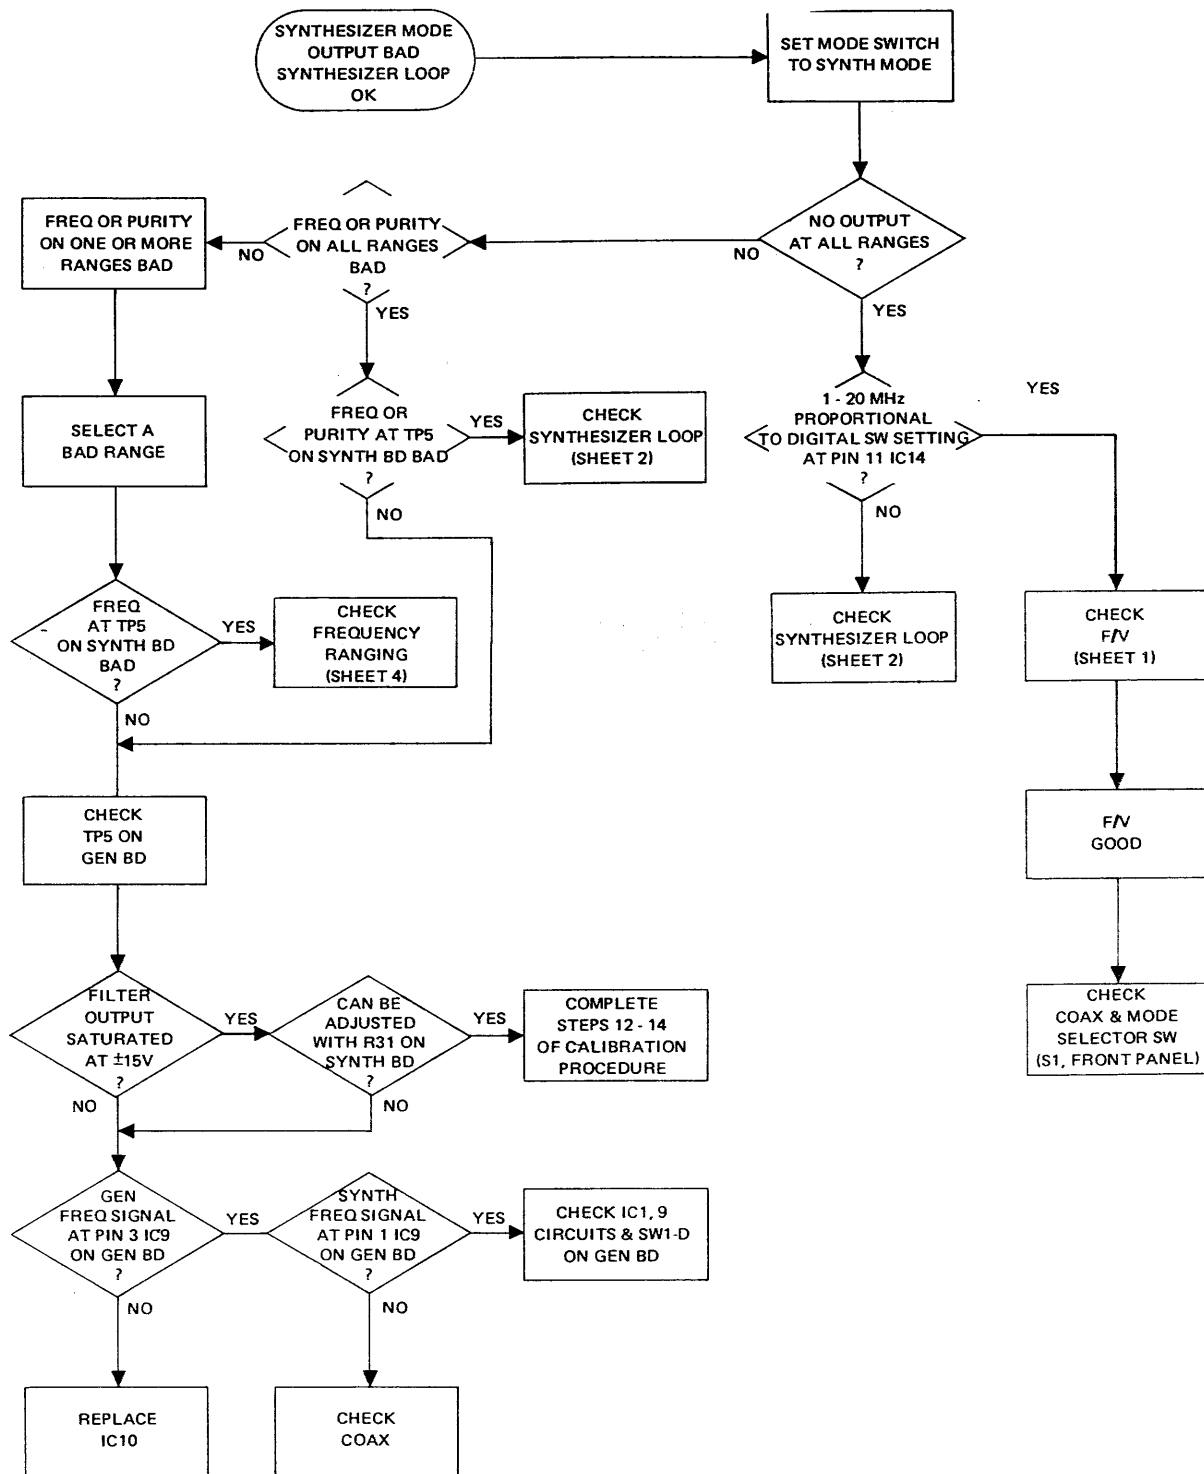 SYNTHESIZER MODE
OUTPUT BAD
SYNTHESIZER LOOP
OK
SET MODE SWITCH
TO SYNTH MODE
FREQ OR PURITY
ON ONE OR MORE
RANGES BAD
NO
FREQ OR PURITY
ON ALL RANGES
BAD
?
YES
NO
NO OUTPUT
AT ALL RANGES
?
YES
SELECT A
BAD RANGE
FREQ OR
PURITY AT TP5
ON SYNTH BD BAD
?
YES
NO
CHECK
SYNTHESIZER LOOP
(SHEET 2)
1 - 20 MHz
PROPORTIONAL
TO DIGITAL SW SETTING
AT PIN 11 IC14
?
YES
NO
FREQ
AT TP5
ON SYNTH BD
BAD
?
YES
NO
CHECK
FREQUENCY
RANGING
(SHEET 4)
CHECK
SYNTHESIZER LOOP
(SHEET 2)
CHECK
F/V
(SHEET 1)
CHECK
TP5 ON
GEN BD
F/V
GOOD
FILTER
OUTPUT
SATURATED
AT ±15V
?
YES
NO
CAN BE
ADJUSTED
WITH R31 ON
SYNTH BD
?
YES
NO
COMPLETE
STEPS 12 - 14
OF CALIBRATION
PROCEDURE
CHECK
COAX & MODE
SELECTOR SW
(S1, FRONT PANEL)
GEN
FREQ SIGNAL
AT PIN 3 IC9
ON GEN BD
?
YES
NO
SYNTH
FREQ SIGNAL
AT PIN 1 IC9
ON GEN BD
?
YES
NO
CHECK IC1, 9
CIRCUITS & SW1-D
ON GEN BD
REPLACE
IC10
CHECK
COAX